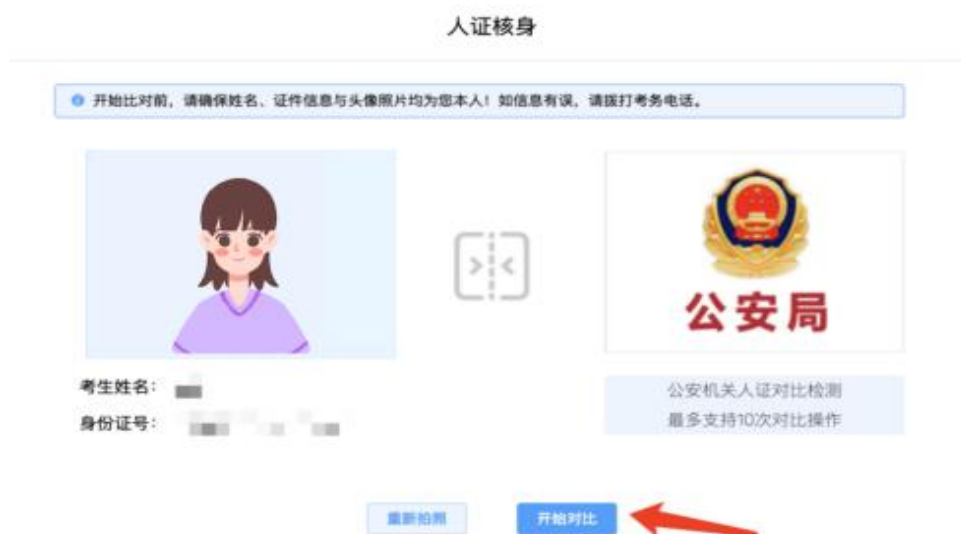 人证核身
开始比对前，请确保姓名、证件信息与头像照片均为您本人！如信息有误，请拨打考务电话。
公安局
考生姓名：
身份证号：
公安机关人证对比检测
最多支持10次对比操作
重新拍照
开始对比